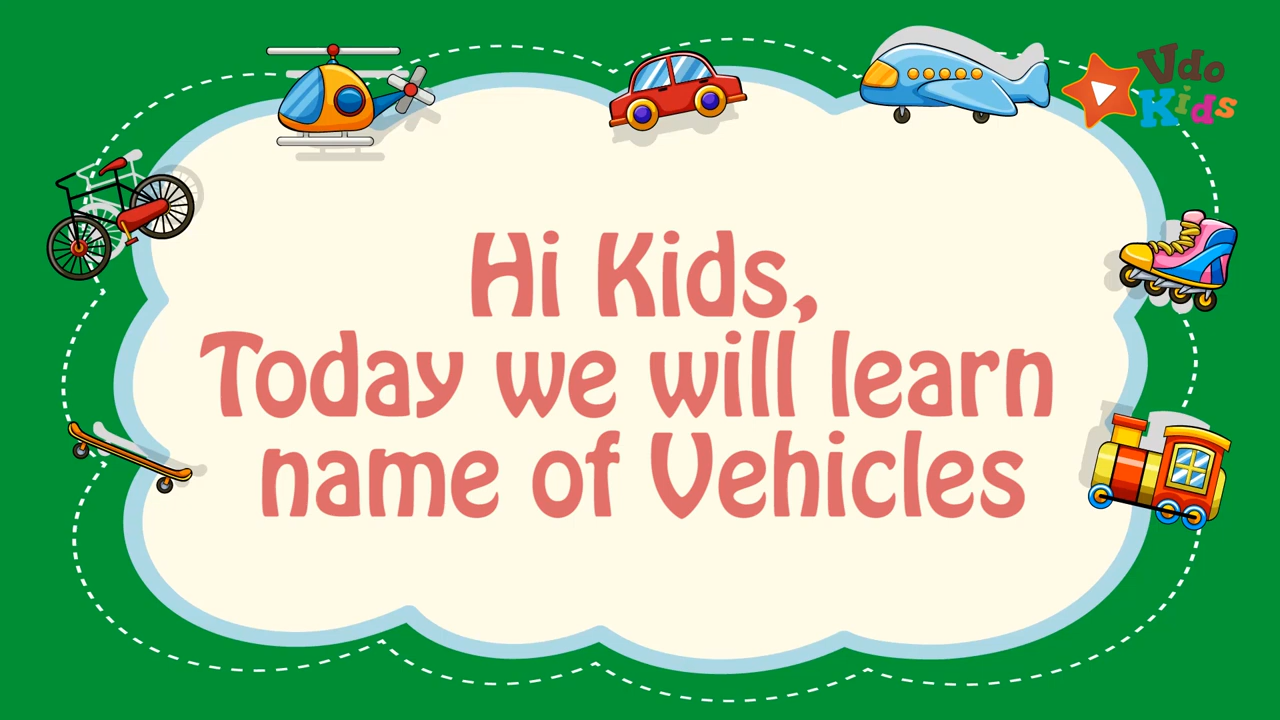 Vdo
Kids
Hi Kids,
Today we will learn
name of Vehicles